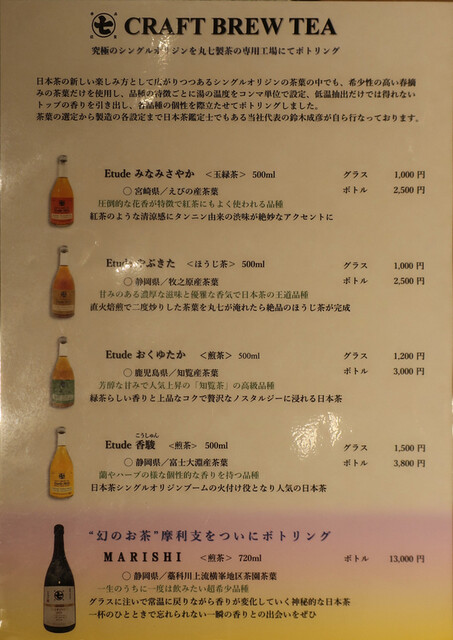 七 CRAFT BREW TEA
究極のシングルオリジンを丸七製茶の専用工場にてボトリング
日本茶の新しい楽しみ方として広がりつつあるシングルオリジンの茶葉の中でも、希少性の高い春摘
みの茶葉だけを使用し、品種の特徴ごとに湯の温度をコンマ単位で設定、低温抽出だけでは得れない
トップの香りを引き出し、各品種の個性を際立たせてボトリングしました。
茶葉の選定から製造の各設定まで日本茶鑑定士でもある当社代表の鈴木成彦が自ら行なっております。
Etude みなみさやか <玉緑茶> 500ml グラス 1,000 円
〇宮崎県／えびの産茶葉 ボトル 2,500 円
圧倒的な花香が特徴で紅茶にもよく使われる品種
紅茶のような清涼感にタンニン由来の渋味が絶妙なアクセントに
Etude やぶきた <ほうじ茶> 500ml グラス 1,000 円
〇静岡県／牧之原産茶葉 ボトル 2,500 円
甘みのある濃厚な滋味と優雅な香気で日本茶の王道品種
直火焙煎で二度炒りした茶葉を丸七が淹れたら絶品のほうじ茶が完成
Etude おくゆたか <煎茶> 500ml グラス 1,200 円
〇鹿児島県／知覧産茶葉 ボトル 3,000 円
芳醇な甘みで人気上昇の「知覧茶」の高級品種
緑茶らしい香りと上品なコクで贅沢なノスタルジーに浸れる日本茶
こうしゅん
Etude 香駿 <煎茶> 500ml グラス 1,500 円
〇静岡県／富士大淵産茶葉 ボトル 3,800 円
蘭やハーブの様な個性的な香りを持つ品種
日本茶シングルオリジンブームの火付け役となり人気の日本茶
“幻のお茶”摩利支をついにボトリング
MARISHI <煎茶> 720ml ボトル 13,000 円
〇静岡県／藁科川上流横峯地区茶園茶葉
一生のうちに一度は飲みたい超希少品種
グラスに注いで常温に戻りながら香りが変化していく神秘的な日本茶
一杯のひとときで忘れられない一瞬の香りとの出会いをぜひ